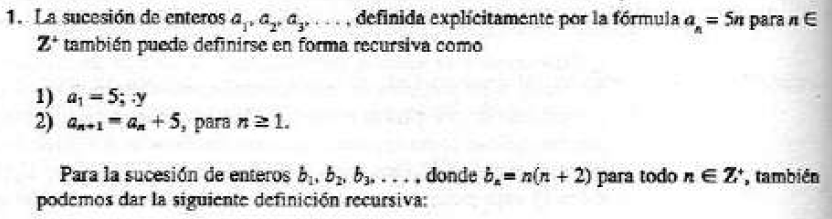 1. La sucesión de enteros a₁, a₂, a₃, . . . , definida explícitamente por la fórmula aₙ = 5n para n ∈
Z⁺ también puede definirse en forma recursiva como
1) a₁ = 5; :y
2) aₙ₊₁ = aₙ + 5, para n ≥ 1.
Para la sucesión de enteros b₁, b₂, b₃, . . . , donde bₙ = n(n + 2) para todo n ∈ Z⁺, también
podemos dar la siguiente definición recursiva: